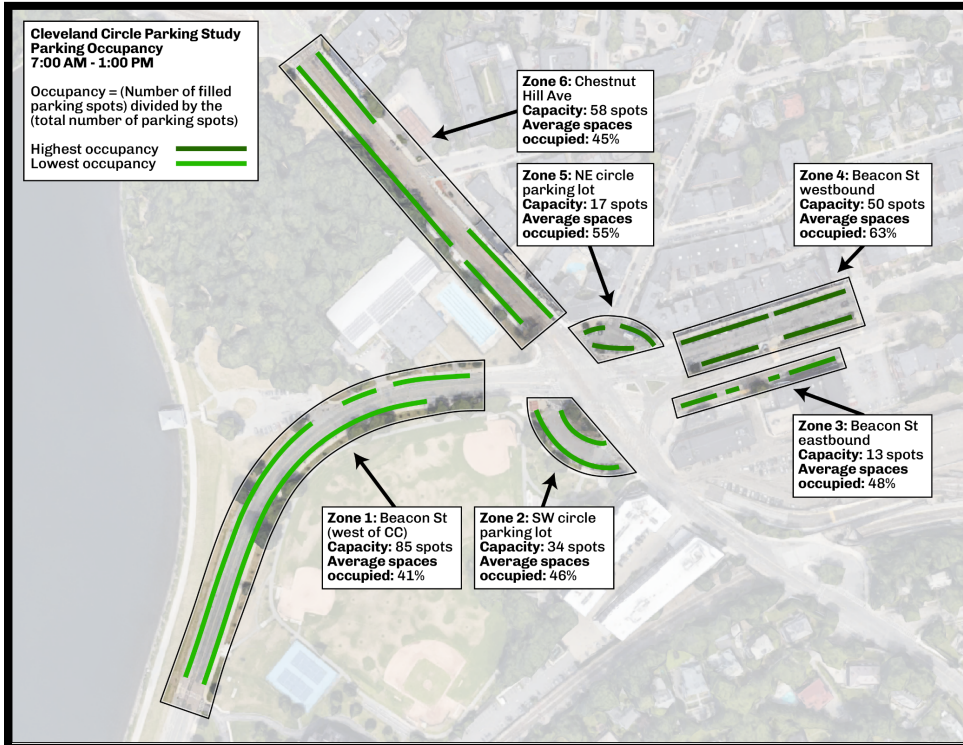 Cleveland Circle Parking Study
Parking Occupancy
7:00 AM - 1:00 PM
Occupancy = (Number of filled
parking spots) divided by the
(total number of parking spots)
Highest occupancy
Lowest occupancy
Zone 6: Chestnut
Hill Ave
Capacity: 58 spots
Average spaces
occupied: 45%
Zone 5: NE circle
parking lot
Capacity: 17 spots
Average spaces
occupied: 55%
Zone 4: Beacon St
westbound
Capacity: 50 spots
Average spaces
occupied: 63%
Zone 3: Beacon St
eastbound
Capacity: 13 spots
Average spaces
occupied: 48%
Zone 1: Beacon St
(west of CC)
Capacity: 85 spots
Average spaces
occupied: 41%
Zone 2: SW circle
parking lot
Capacity: 34 spots
Average spaces
occupied: 46%